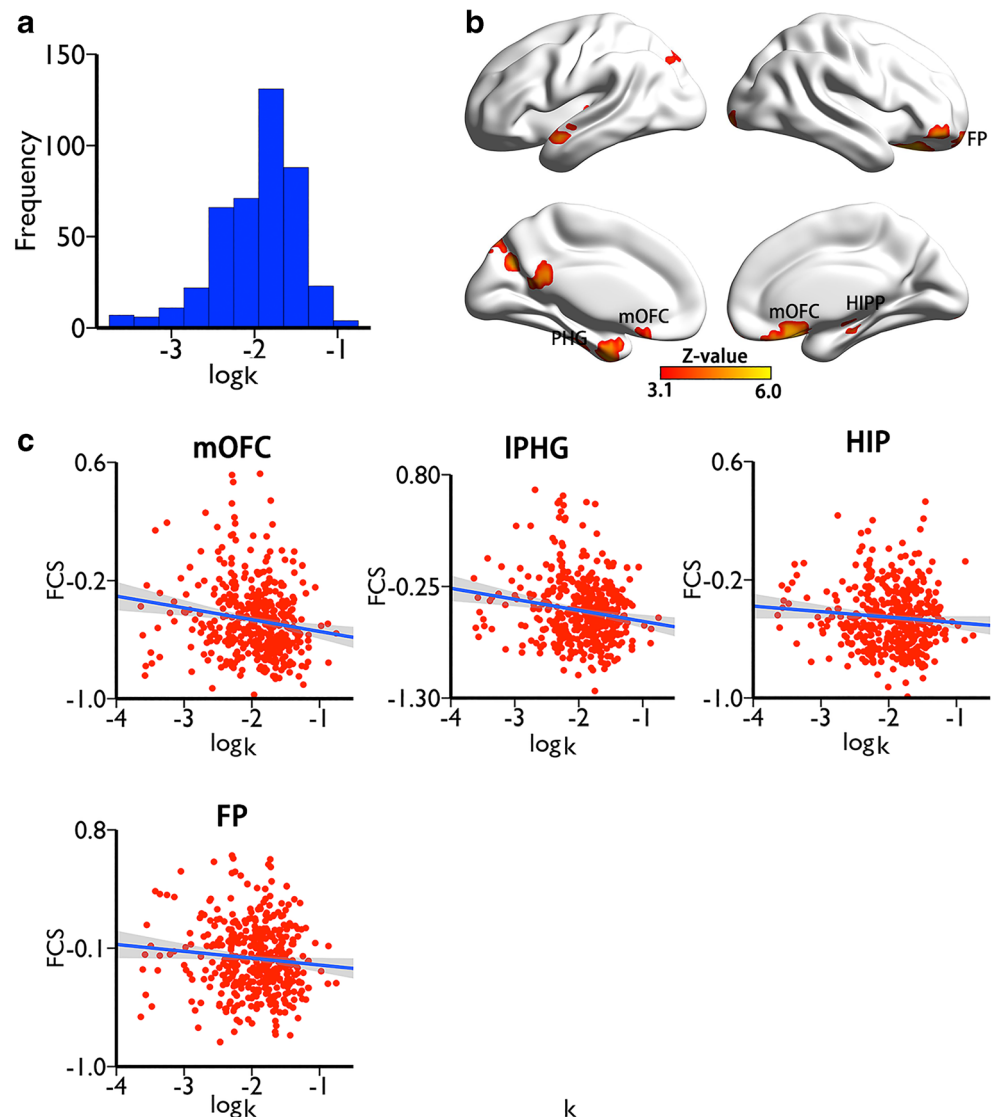 a
150
100
50
0
Frequency
-3
-2
-1
logk
b
FP
PHG
mOFC
mOFC
HIPP
Z-value
3.1
6.0
c
mOFC
0.6
-0.2
-1.0
FCS
-4
-3
-2
-1
logk
lPHG
0.80
-0.25
-1.30
FCS
-4
-3
-2
-1
logk
HIP
0.6
-0.2
-1.0
FCS
-4
-3
-2
-1
logk
FP
0.8
-0.1
-1.0
FCS
-4
-3
-2
-1
logk
k